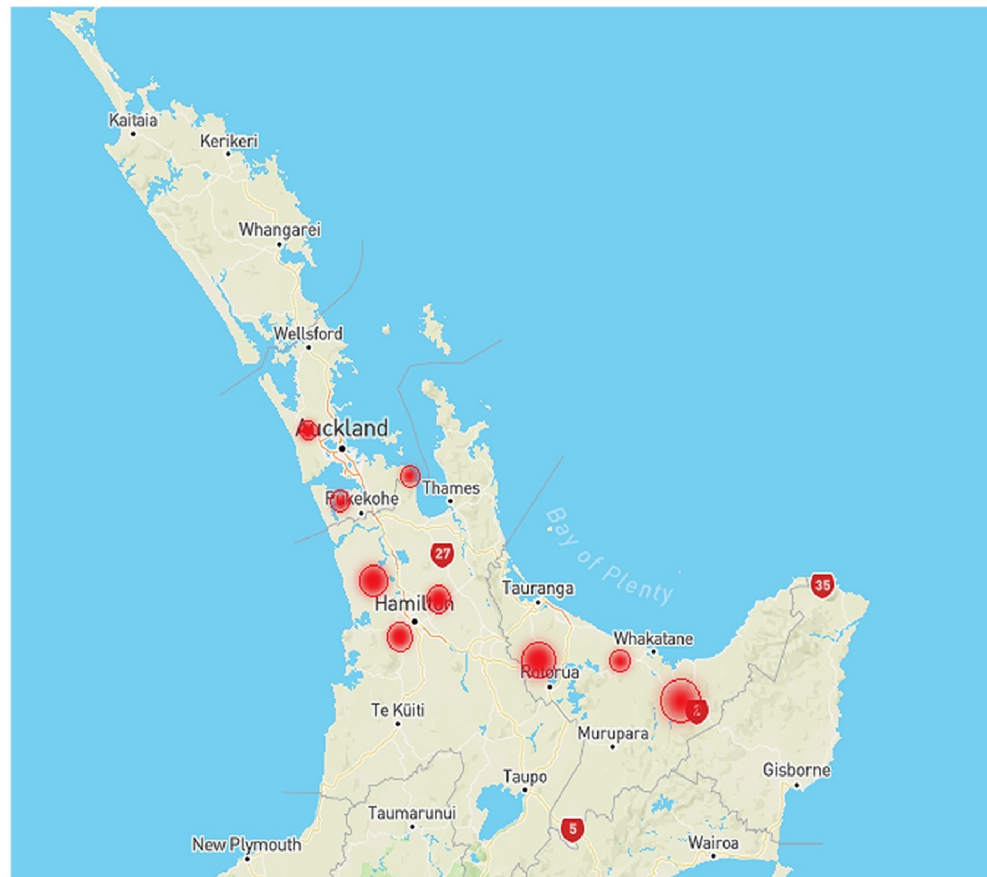 Kaitaia
Kerikeri
Whangarei
Wellsford
Auckland
Pukekohe
Thames
27
Bay of Plenty
Tauranga
35
Hamilton
Whakatane
Rotorua
2
Te Kūiti
Murupara
Taupo
Gisborne
Taumarunui
5
New Plymouth
Wairoa